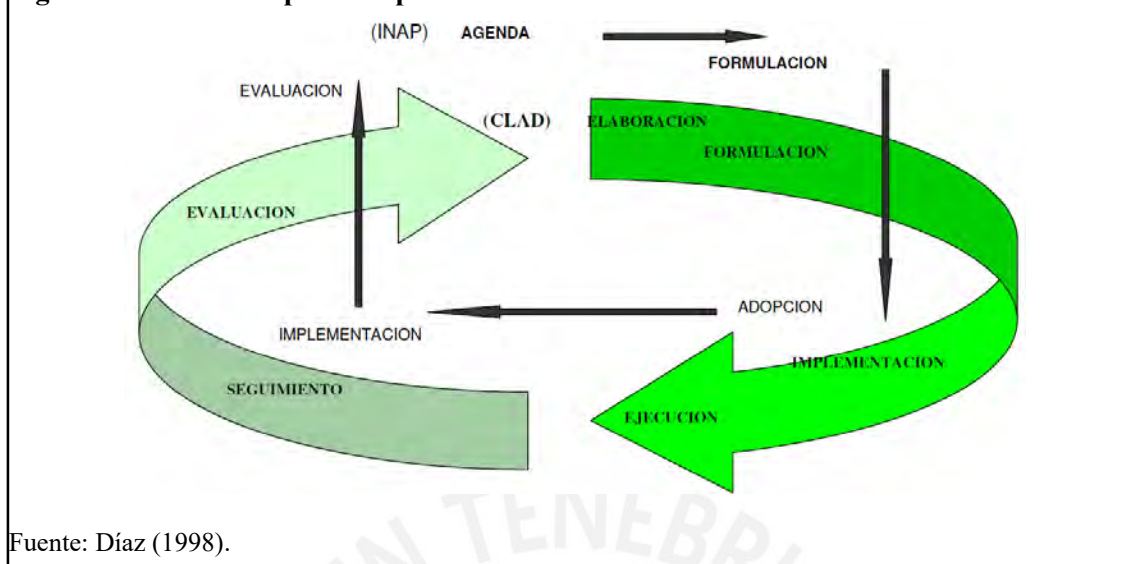 (INAP) AGENDA
FORMULACION
EVALUACION
(CLAD)
ELABORACION
FORMULACION
EVALUACION
ADOPCION
IMPLEMENTACION
IMPLEMENTACION
SEGUIMIENTO
EJECUCION
Fuente: Díaz (1998).